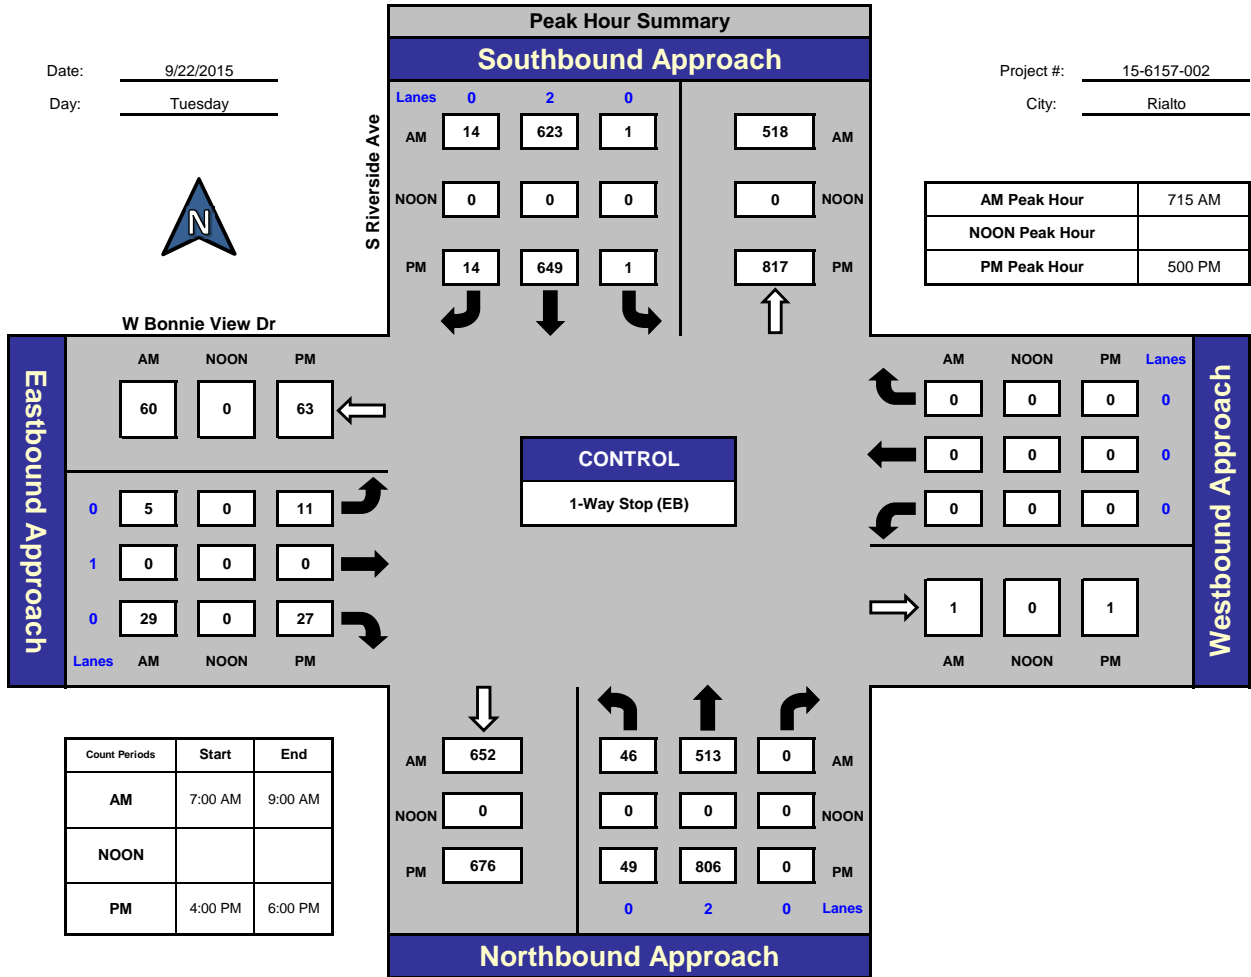 Peak Hour Summary
Southbound Approach
Date: 9/22/2015
Day: Tuesday
Project #: 15-6157-002
City: Rialto
N
S Riverside Ave
Lanes 0 2 0
AM 14 623 1 518 AM
NOON 0 0 0 0 NOON
PM 14 649 1 817 PM
AM Peak Hour 715 AM
NOON Peak Hour
PM Peak Hour 500 PM
W Bonnie View Dr
Eastbound Approach
AM NOON PM
60 0 63
0 5 0 11
1 0 0 0
0 29 0 27
Lanes AM NOON PM
CONTROL
1-Way Stop (EB)
AM NOON PM Lanes
0 0 0 0
0 0 0 0
0 0 0 0
1 0 1
AM NOON PM
Westbound Approach
Count Periods Start End
AM 7:00 AM 9:00 AM
NOON
PM 4:00 PM 6:00 PM
AM 652 46 513 0 AM
NOON 0 0 0 0 NOON
PM 676 49 806 0 PM
0 2 0 Lanes
Northbound Approach